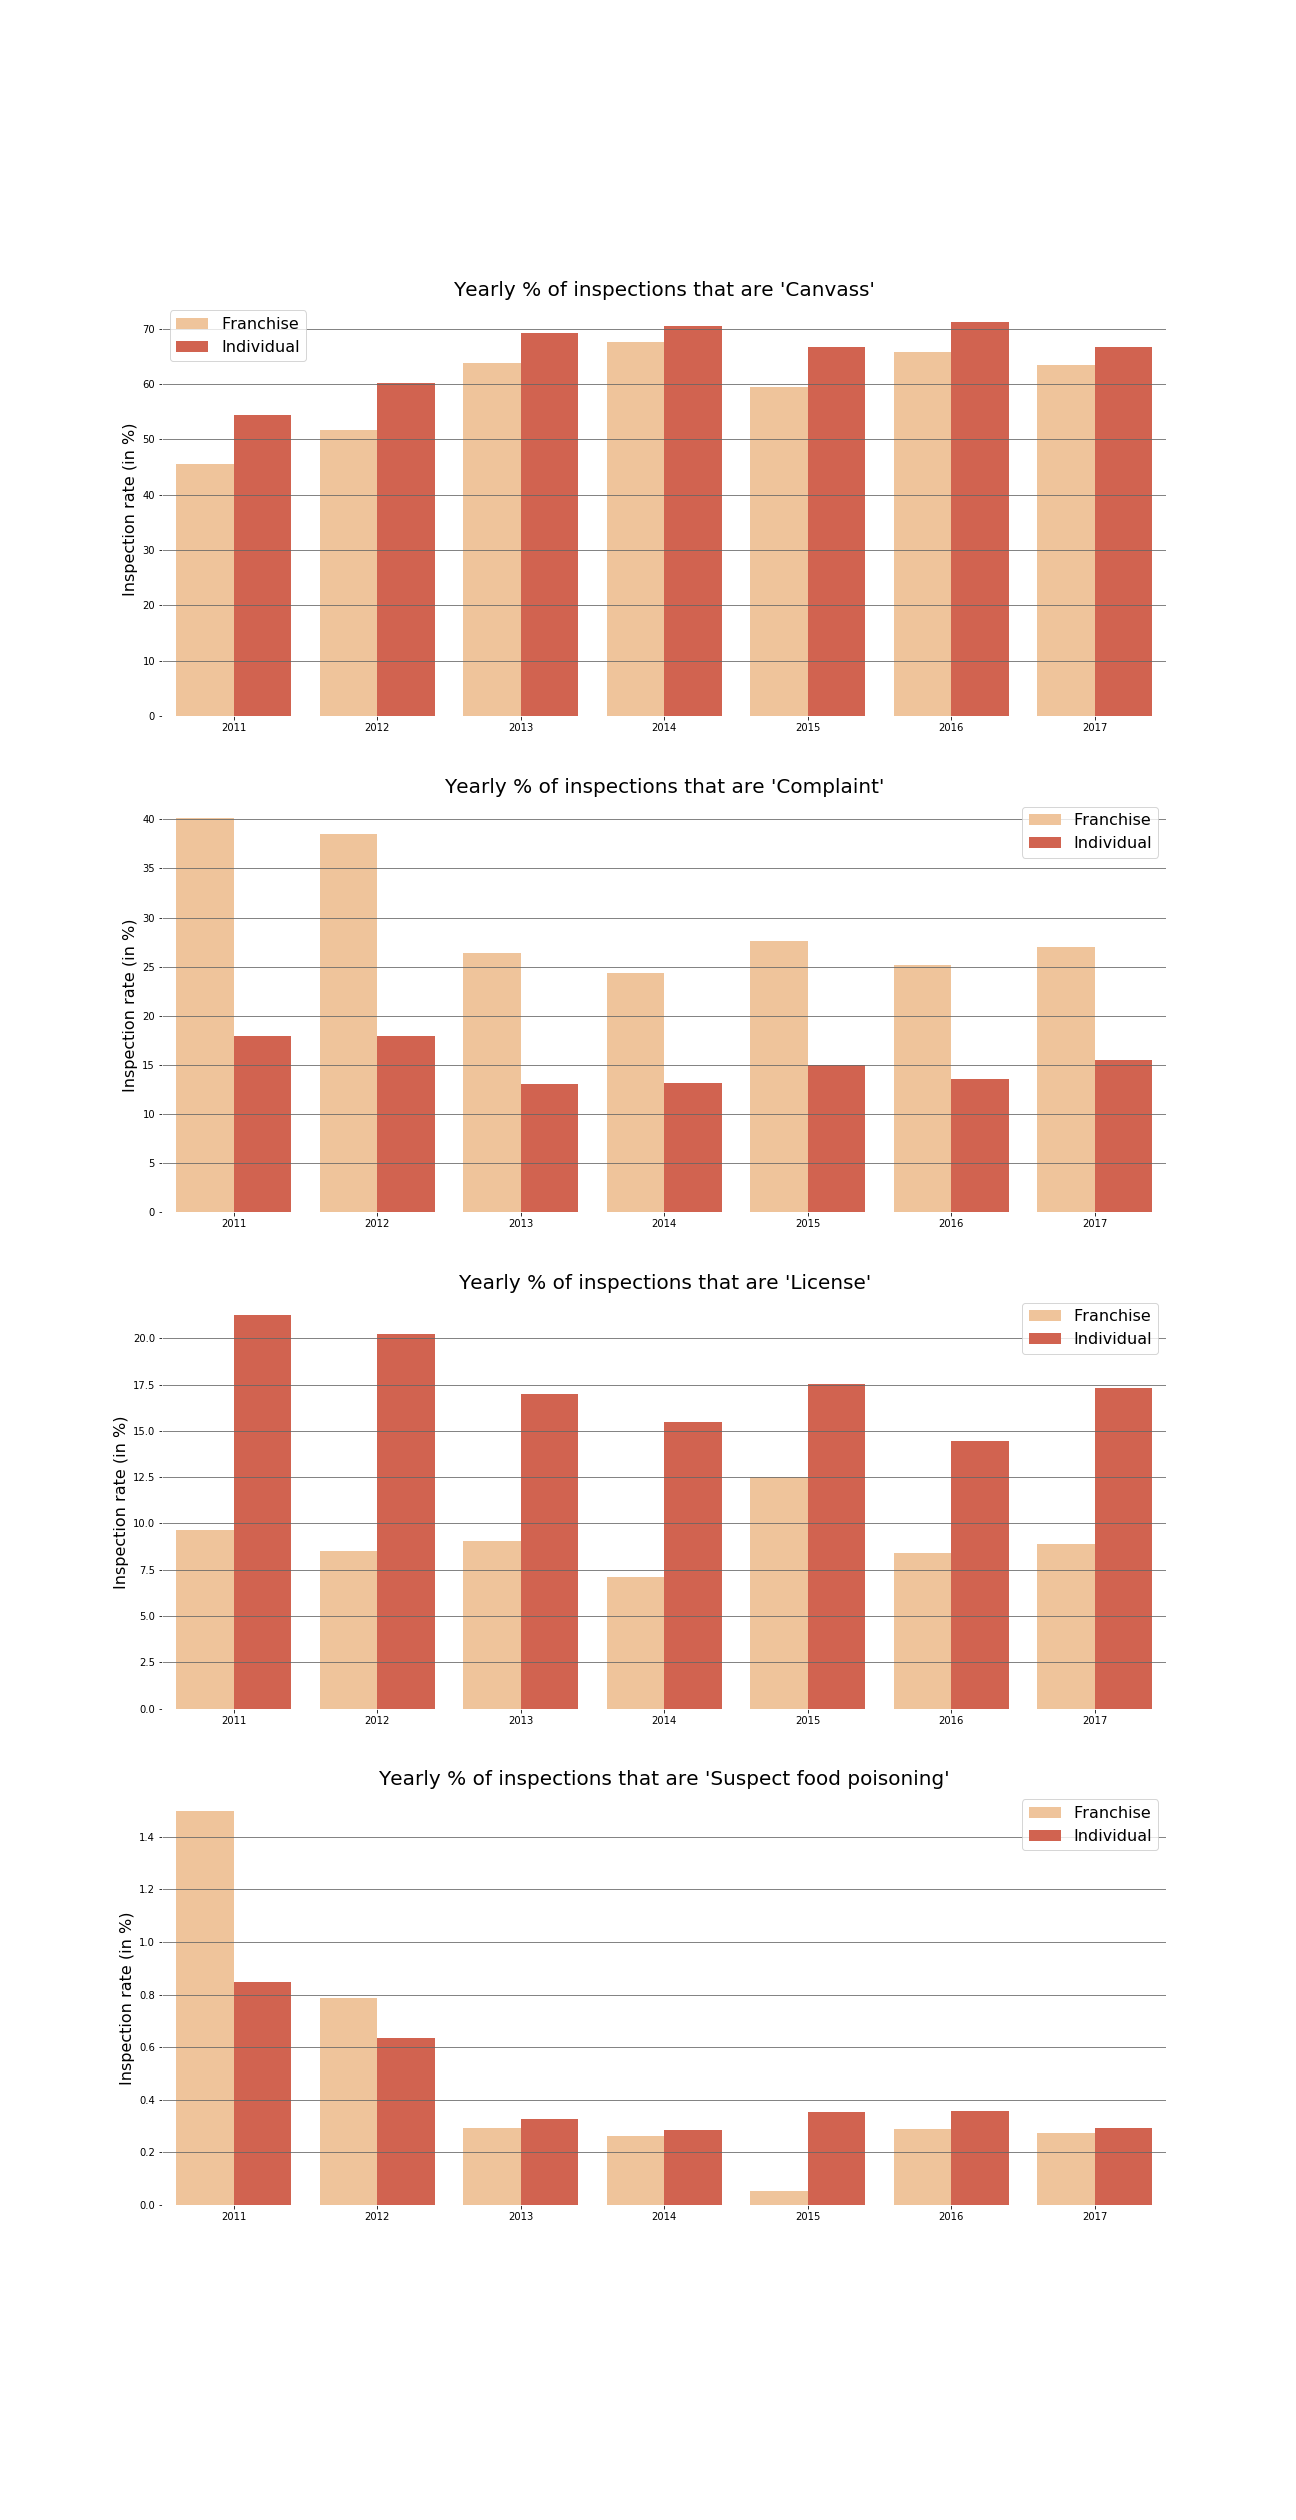 Yearly % of inspections that are 'Canvass'
Franchise
Individual
Inspection rate (in %)
70
60
50
40
30
20
10
0
2011 2012 2013 2014 2015 2016 2017
Yearly % of inspections that are 'Complaint'
Franchise
Individual
Inspection rate (in %)
40
35
30
25
20
15
10
5
0
2011 2012 2013 2014 2015 2016 2017
Yearly % of inspections that are 'License'
Franchise
Individual
Inspection rate (in %)
20.0
17.5
15.0
12.5
10.0
7.5
5.0
2.5
0.0
2011 2012 2013 2014 2015 2016 2017
Yearly % of inspections that are 'Suspect food poisoning'
Franchise
Individual
Inspection rate (in %)
1.4
1.2
1.0
0.8
0.6
0.4
0.2
0.0
2011 2012 2013 2014 2015 2016 2017